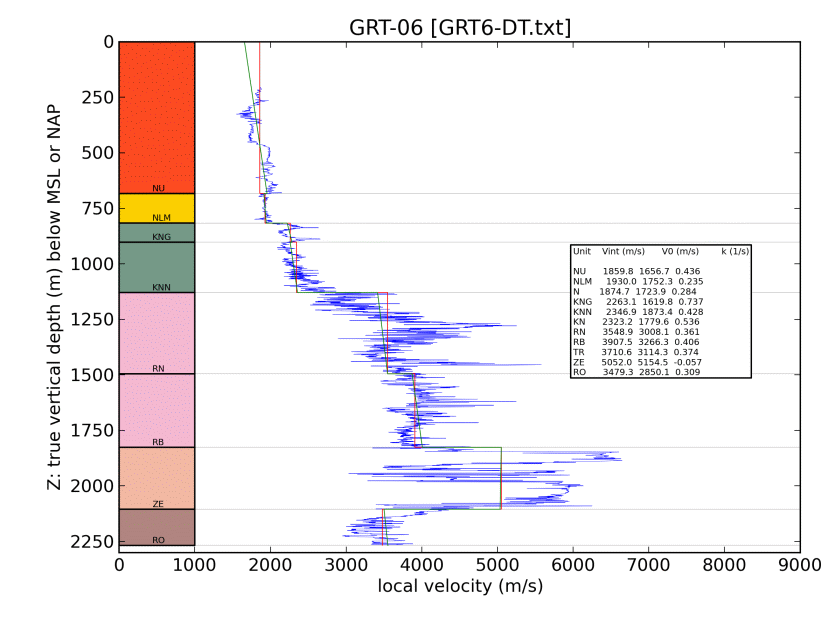 GRT-06 [GRT6-DT.txt]
Z: true vertical depth (m) below MSL or NAP
0
250
500
750
1000
1250
1500
1750
2000
2250
NU
NLM
KNG
KNN
RN
RB
ZE
RO
Unit Vint (m/s) V0 (m/s) k (1/s)
NU 1859.8 1656.7 0.436
NLM 1930.0 1752.3 0.235
N 1874.7 1723.9 0.284
KNG 2263.1 1619.8 0.737
KNN 2346.9 1873.4 0.428
KN 2323.2 1779.6 0.536
RN 3548.9 3008.1 0.361
RB 3907.5 3266.3 0.406
TR 3710.6 3114.3 0.374
ZE 5052.0 5154.5 -0.057
RO 3479.3 2850.1 0.309
0 1000 2000 3000 4000 5000 6000 7000 8000 9000
local velocity (m/s)